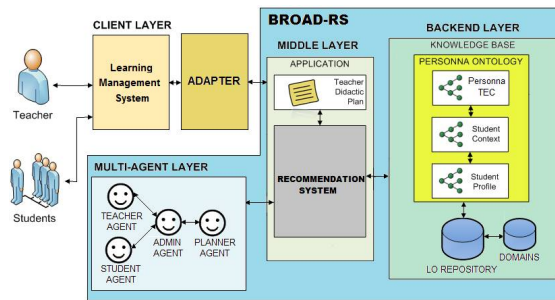 CLIENT LAYER
BROAD-RS
BACKEND LAYER
MIDDLE LAYER
KNOWLEDGE BASE
Learning
Management
System
ADAPTER
APPLICATION
Teacher
Didactic
Plan
PERSONNA ONTOLOGY
Personna
TEC
Student
Context
Student
Profile
Teacher
Students
RECOMMENDATION
SYSTEM
MULTI-AGENT LAYER
TEACHER
AGENT
ADMIN
AGENT
PLANNER
AGENT
STUDENT
AGENT
LO REPOSITORY
DOMAINS